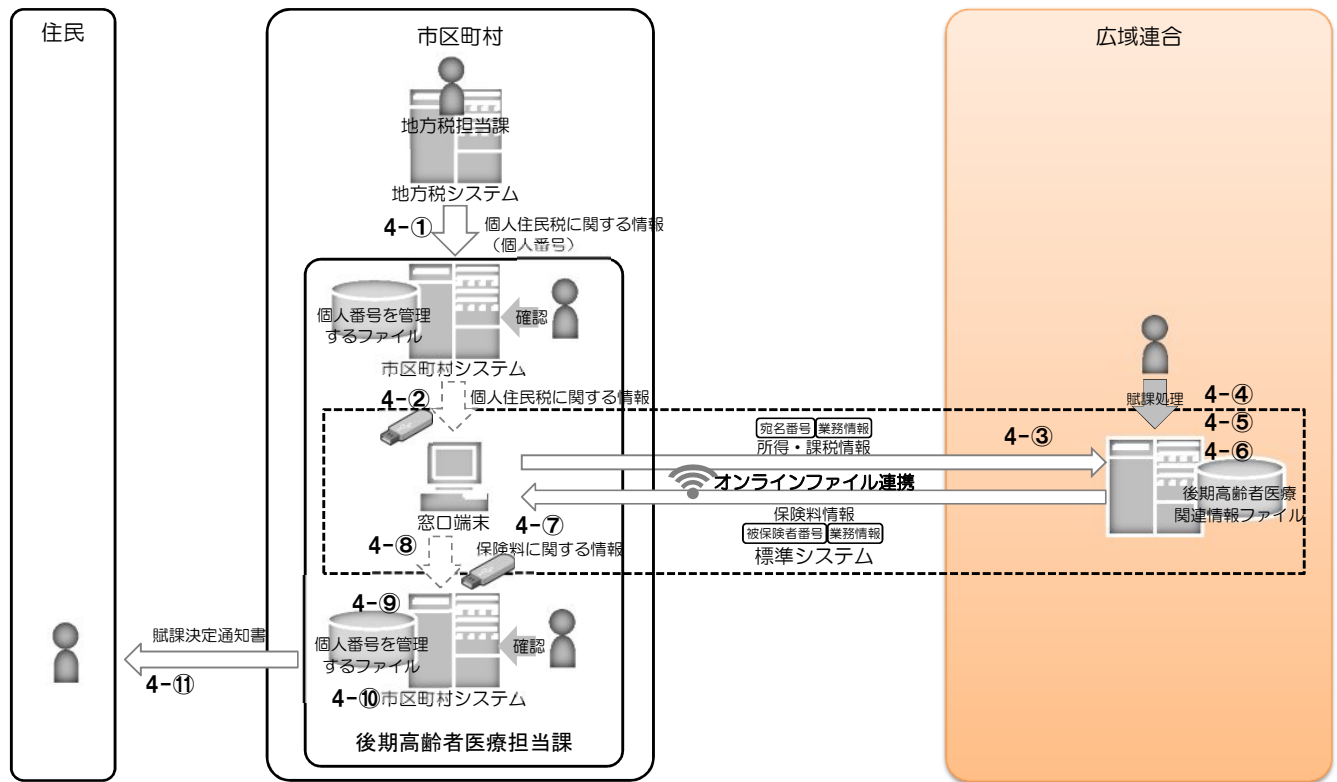 住民
市区町村
広域連合
地方税担当課
地方税システム
4-①
個人住民税に関する情報
（個人番号）
個人番号を管理
するファイル
確認
市区町村システム
4-②
個人住民税に関する情報
賦課処理
4-④
4-⑤
4-⑥
宛名番号 業務情報
所得・課税情報
4-③
オンラインファイル連携
後期高齢者医療
関連情報ファイル
窓口端末
4-⑦
保険料情報
被保険者番号 業務情報
標準システム
4-⑧
保険料に関する情報
4-⑨
個人番号を管理
するファイル
確認
4-⑩市区町村システム
賦課決定通知書
4-⑪
後期高齢者医療担当課